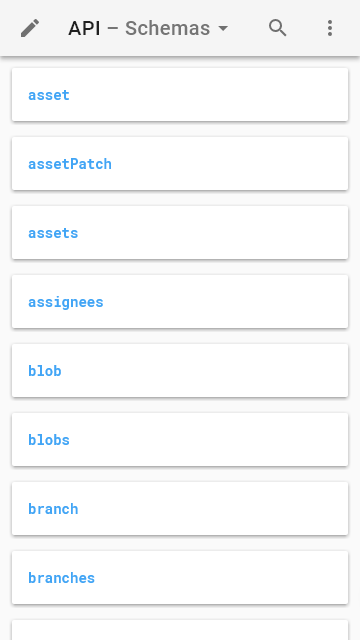 API – Schemas
asset
assetPatch
assets
assignees
blob
blobs
branch
branches